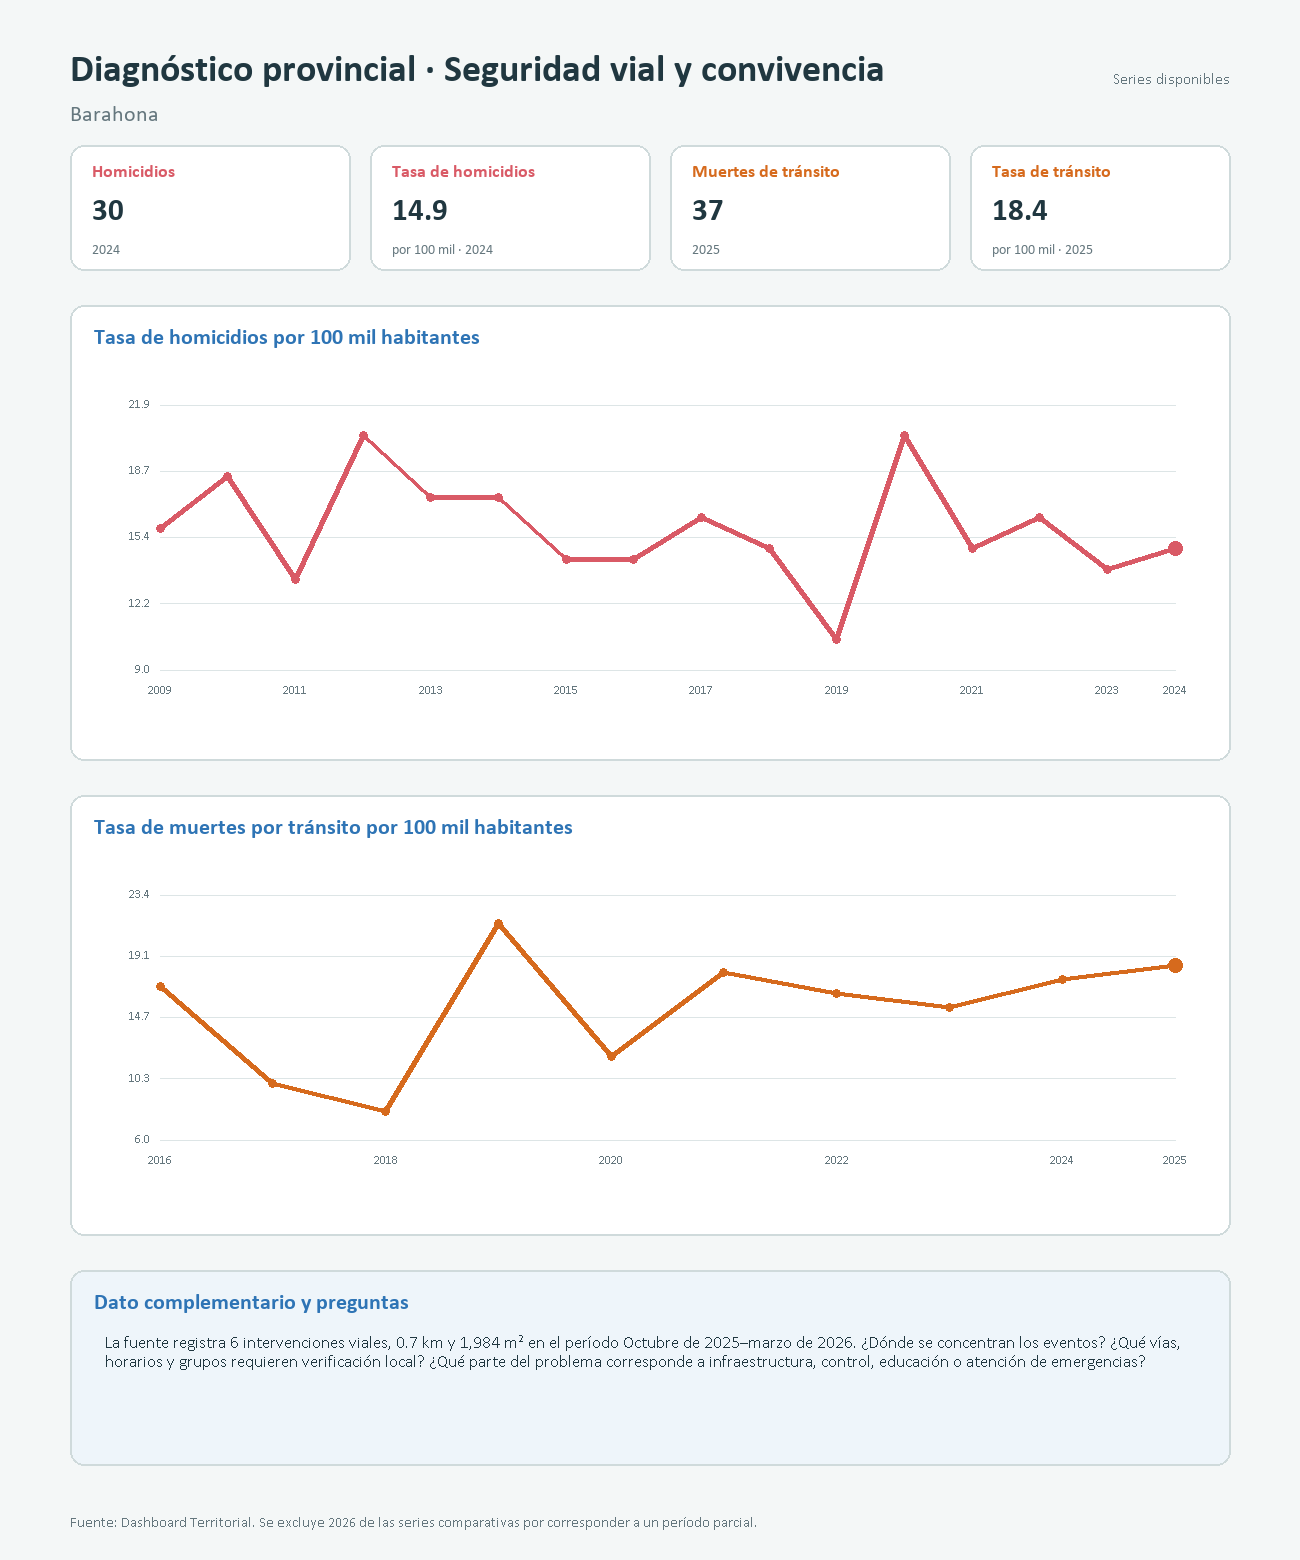 Diagnóstico provincial · Seguridad vial y convivencia
Series disponibles
Barahona
Homicidios
30
2024
Tasa de homicidios
14.9
por 100 mil · 2024
Muertes de tránsito
37
2025
Tasa de tránsito
18.4
por 100 mil · 2025
Tasa de homicidios por 100 mil habitantes
21.9
18.7
15.4
12.2
9.0
2009 2011 2013 2015 2017 2019 2021 2023 2024
Tasa de muertes por tránsito por 100 mil habitantes
23.4
19.1
14.7
10.3
6.0
2016 2018 2020 2022 2024 2025
Dato complementario y preguntas
La fuente registra 6 intervenciones viales, 0.7 km y 1,984 m² en el período Octubre de 2025–marzo de 2026. ¿Dónde se concentran los eventos? ¿Qué vías,
horarios y grupos requieren verificación local? ¿Qué parte del problema corresponde a infraestructura, control, educación o atención de emergencias?
Fuente: Dashboard Territorial. Se excluye 2026 de las series comparativas por corresponder a un período parcial.